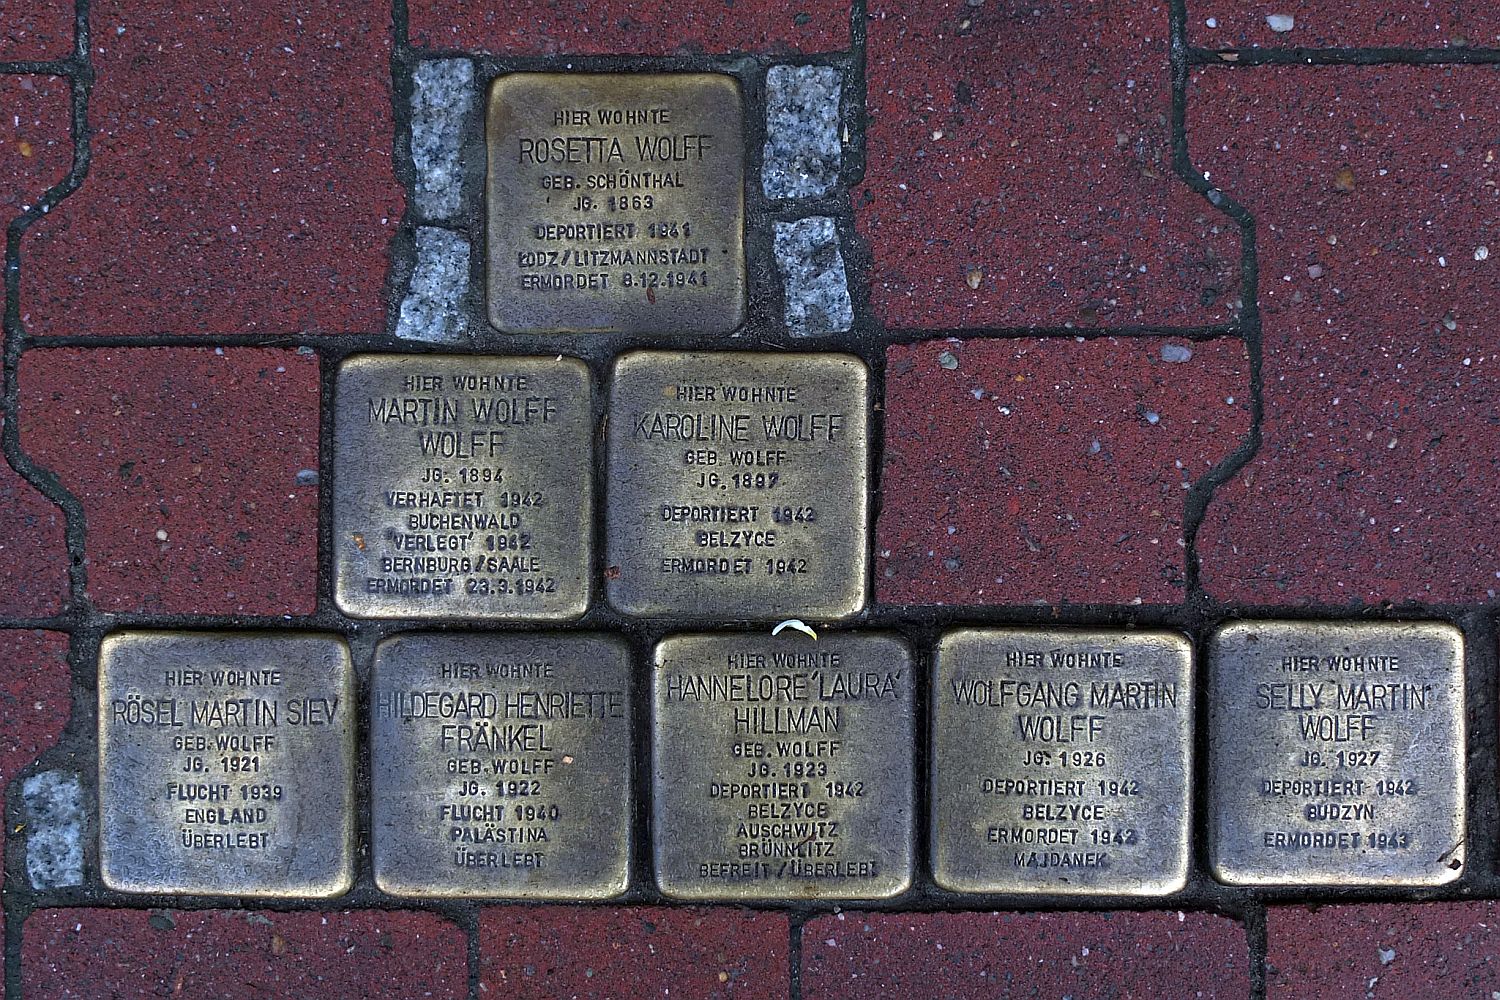 HIER WOHNTE
ROSETTA WOLFF
GEB. SCHÖNTHAL
JG. 1863
DEPORTIERT 1941
ŁODZ/LITZMANNSTADT
ERMORDET 8.12.1941
HIER WOHNTE
MARTIN WOLFF
WOLFF
JG. 1894
VERHAFTET 1942
BUCHENWALD
'VERLEGT' 1942
BERNBURG/SAALE
ERMORDET 23.3.1942
HIER WOHNTE
KAROLINE WOLFF
GEB. WOLFF
JG. 1897
DEPORTIERT 1942
BELZYCE
ERMORDET 1942
HIER WOHNTE
RÖSEL MARTIN SIEV
GEB. WOLFF
JG. 1921
FLUCHT 1939
ENGLAND
ÜBERLEBT
HIER WOHNTE
HILDEGARD HENRIETTE
FRÄNKEL
GEB. WOLFF
JG. 1922
FLUCHT 1940
PALÄSTINA
ÜBERLEBT
HIER WOHNTE
HANNELORE 'LAURA'
HILLMAN
GEB. WOLFF
JG. 1923
DEPORTIERT 1942
BELZYCE
AUSCHWITZ
BRÜNNLITZ
BEFREIT/ÜBERLEBT
HIER WOHNTE
WOLFGANG MARTIN
WOLFF
JG. 1926
DEPORTIERT 1942
BELZYCE
ERMORDET 1942
MAJDANEK
HIER WOHNTE
SELLY MARTIN
WOLFF
JG. 1927
DEPORTIERT 1942
BUDZYN
ERMORDET 1943